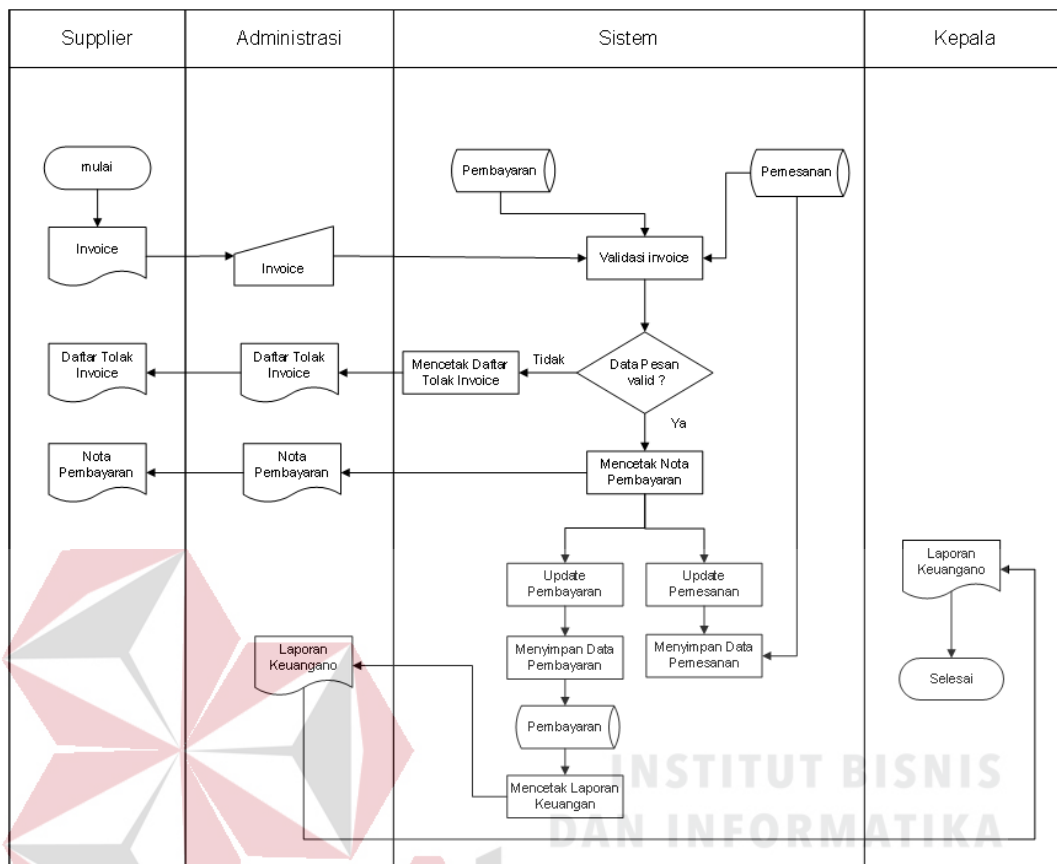 Supplier
Administrasi
Sistem
Kepala
mulai
Pembayaran
Pemesanan
Invoice
Invoice
Validasi invoice
Daftar Tolak
Invoice
Daftar Tolak
Invoice
Mencetak Daftar
Tolak Invoice
Tidak
Data Pesan
valid ?
Ya
Nota
Pembayaran
Nota
Pembayaran
Mencetak Nota
Pembayaran
Update
Pembayaran
Update
Pemesanan
Laporan
Keuangano
Menyimpan Data
Pembayaran
Menyimpan Data
Pemesanan
Laporan
Keuangano
Selesai
Pembayaran
Mencetak Laporan
Keuangan
INSTITUT BISNIS
DAN INFORMATIKA